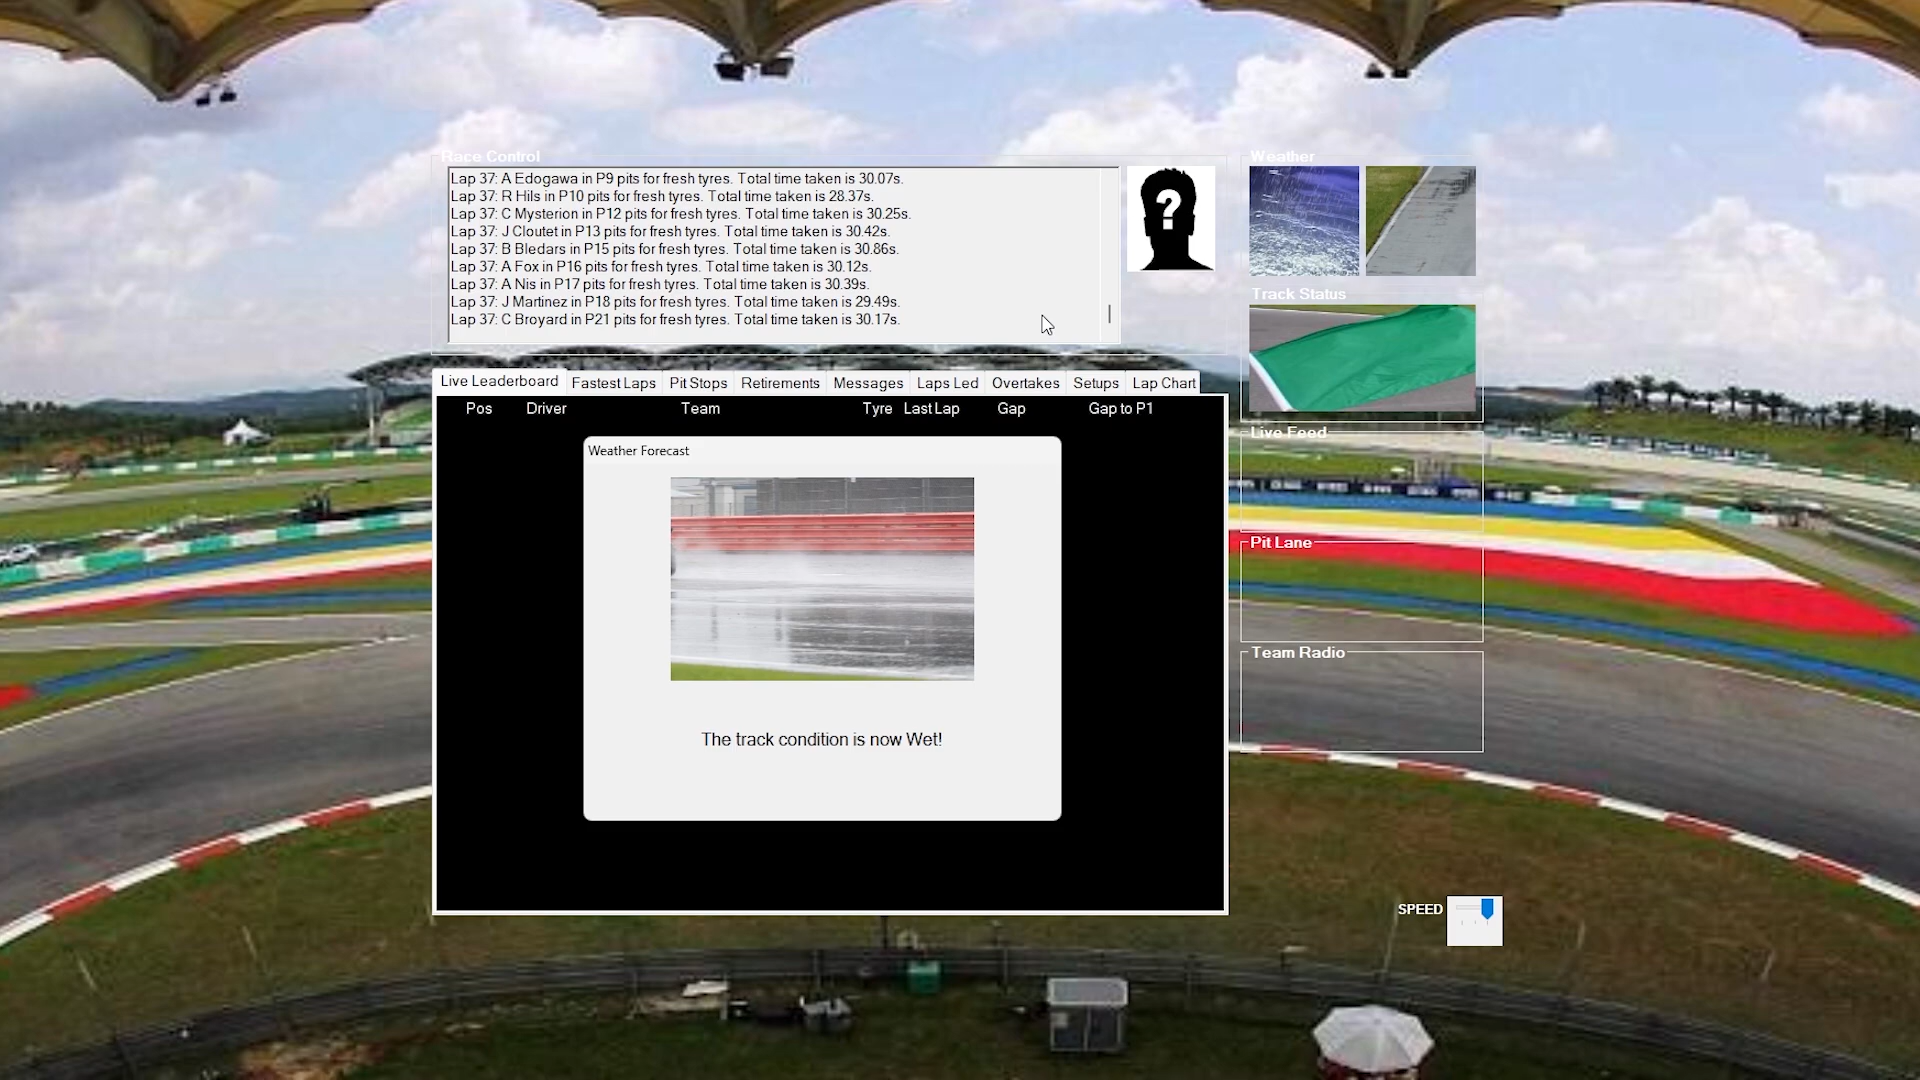 Race Control
Lap 37: A Edogawa in P9 pits for fresh tyres. Total time taken is 30.07s.
Lap 37: R Hils in P10 pits for fresh tyres. Total time taken is 28.37s.
Lap 37: C Mysterion in P12 pits for fresh tyres. Total time taken is 30.25s.
Lap 37: J Cloutet in P13 pits for fresh tyres. Total time taken is 30.42s.
Lap 37: B Bledars in P15 pits for fresh tyres. Total time taken is 30.86s.
Lap 37: A Fox in P16 pits for fresh tyres. Total time taken is 30.12s.
Lap 37: A Nis in P17 pits for fresh tyres. Total time taken is 30.39s.
Lap 37: J Martinez in P18 pits for fresh tyres. Total time taken is 29.49s.
Lap 37: C Broyard in P21 pits for fresh tyres. Total time taken is 30.17s.
?
Weather
Track Status
Live Leaderboard Fastest Laps Pit Stops Retirements Messages Laps Led Overtakes Setups Lap Chart
Pos Driver Team Tyre Last Lap Gap Gap to P1
Weather Forecast
The track condition is now Wet!
Live Feed
Pit Lane
Team Radio
SPEED